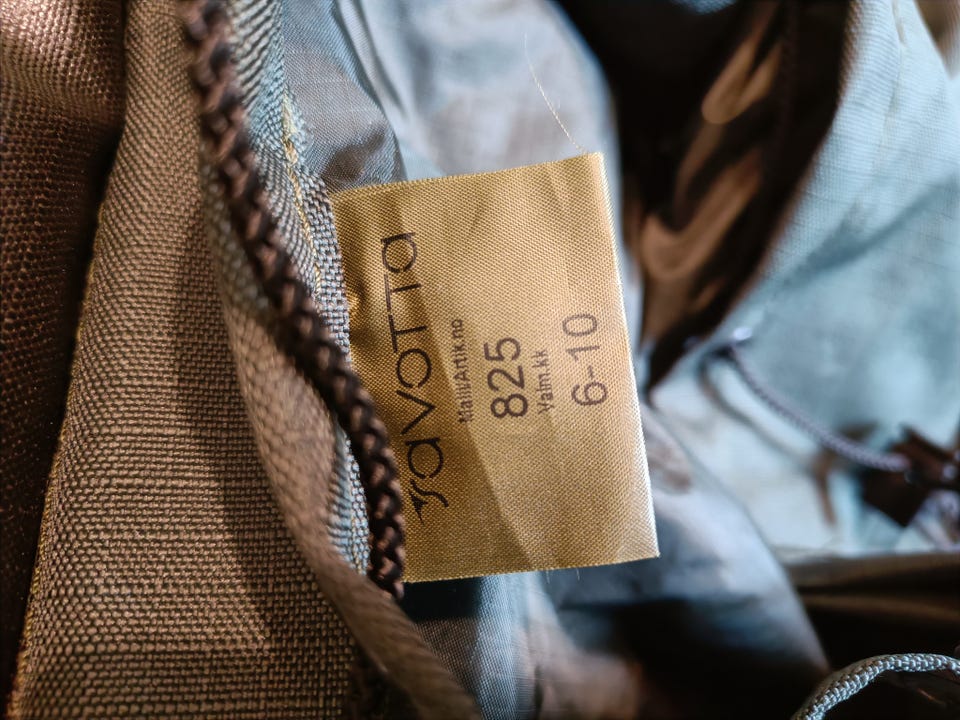 savotta
Malli/Artik.no
825
Valm.kk
6-10